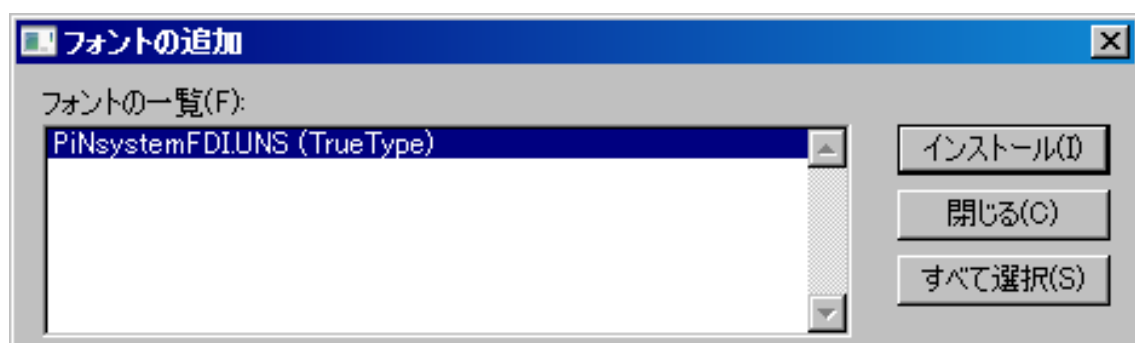 フォントの追加
フォントの一覧(F):
PiNsystemFDI.UNS (TrueType)
インストール(I)
閉じる(C)
すべて選択(S)